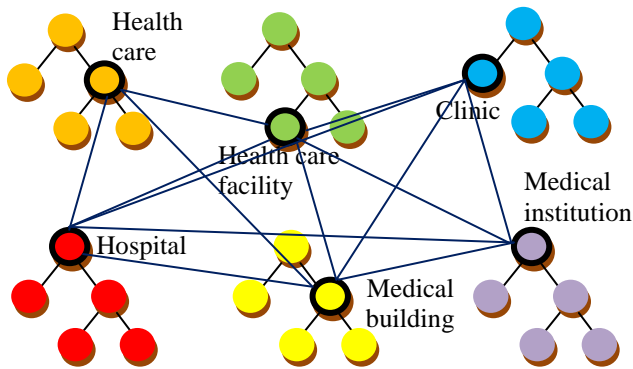 Health
care
Clinic
Health care
facility
Medical
institution
Hospital
Medical
building